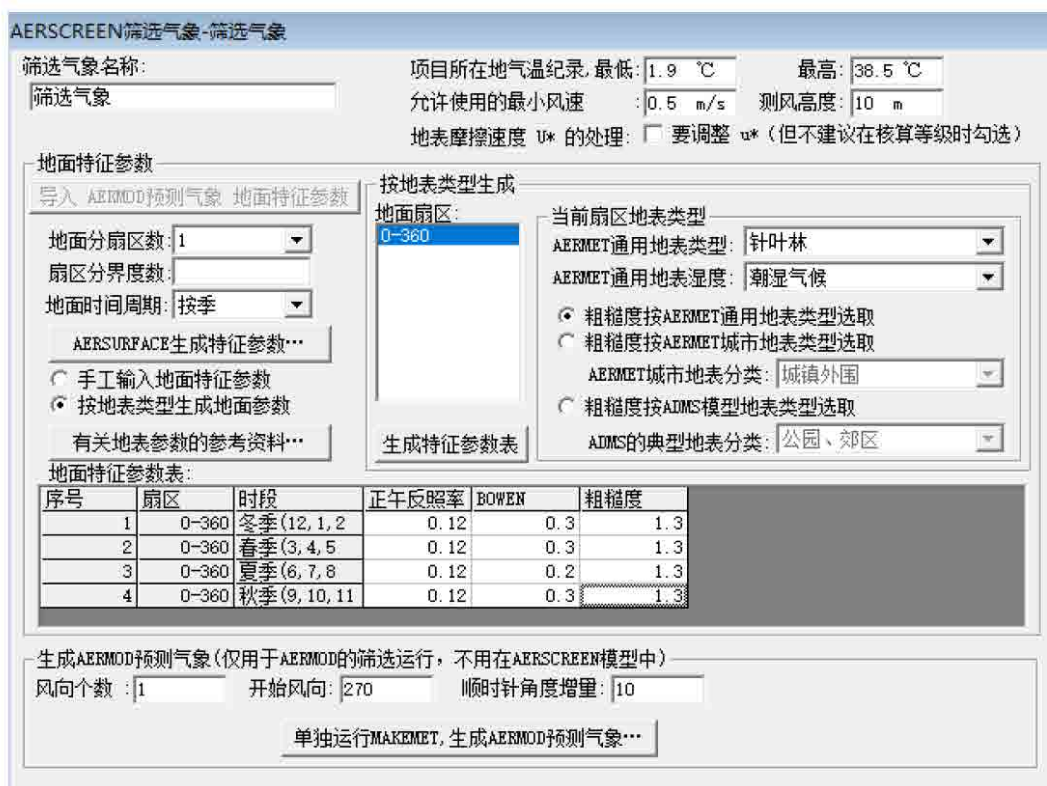 AERSCREEN筛选气象-筛选气象
筛选气象名称:
筛选气象
项目所在地气温纪录,最低: 1.9 ℃ 最高: 38.5 ℃
允许使用的最小风速 : 0.5 m/s 测风高度: 10 m
地表摩擦速度 U* 的处理: 要调整 u*(但不建议在核算等级时勾选)
地面特征参数
导入 AERMOD预测气象 地面特征参数
地面分扇区数: 1
扇区分界度数:
地面时间周期: 按季
AERSURFACE生成特征参数…
手工输入地面特征参数
按地表类型生成地面参数
有关地表参数的参考资料…
按地表类型生成
地面扇区:
0-360
生成特征参数表
当前扇区地表类型
AERMET通用地表类型: 针叶林
AERMET通用地表湿度: 潮湿气候
粗糙度按AERMET通用地表类型选取
粗糙度按AERMET城市地表类型选取
AERMET城市地表分类: 城镇外围
粗糙度按ADMS模型地表类型选取
ADMS的典型地表分类: 公园、郊区
地面特征参数表:
序号 扇区 时段 正午反照率 BOWEN 粗糙度
1 0-360 冬季(12,1,2 0.12 0.3 1.3
2 0-360 春季(3,4,5 0.12 0.3 1.3
3 0-360 夏季(6,7,8 0.12 0.2 1.3
4 0-360 秋季(9,10,11 0.12 0.3 1.3
生成AERMOD预测气象(仅用于AERMOD的筛选运行,不用在AERSCREEN模型中)
风向个数 : 1 开始风向: 270 顺时针角度增量: 10
单独运行MAKEMET,生成AERMOD预测气象…